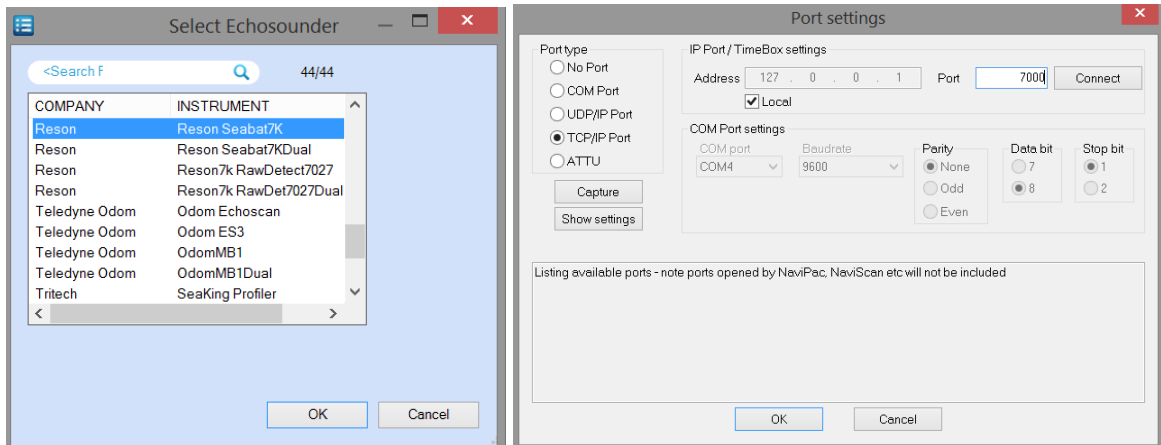 Select Echosounder
<Search F
44/44
COMPANY INSTRUMENT
Reson Reson Seabat7K
Reson Reson Seabat7KDual
Reson Reson7k RawDetect7027
Reson Reson7k RawDet7027Dual
Teledyne Odom Odom Echoscan
Teledyne Odom Odom ES3
Teledyne Odom OdomMB1
Teledyne Odom OdomMB1Dual
Tritech SeaKing Profiler
OK Cancel
Port settings
Port type
No Port
COM Port
UDP/IP Port
TCP/IP Port
ATTU
Capture
Show settings
IP Port / TimeBox settings
Address 127 . 0 . 0 . 1 Port 7000 Connect
Local
COM Port settings
COM port Baudrate Parity Data bit Stop bit
COM4 9600 None 7 1
Odd 8 2
Even
Listing available ports - note ports opened by NaviPac, NaviScan etc will not be included
OK Cancel